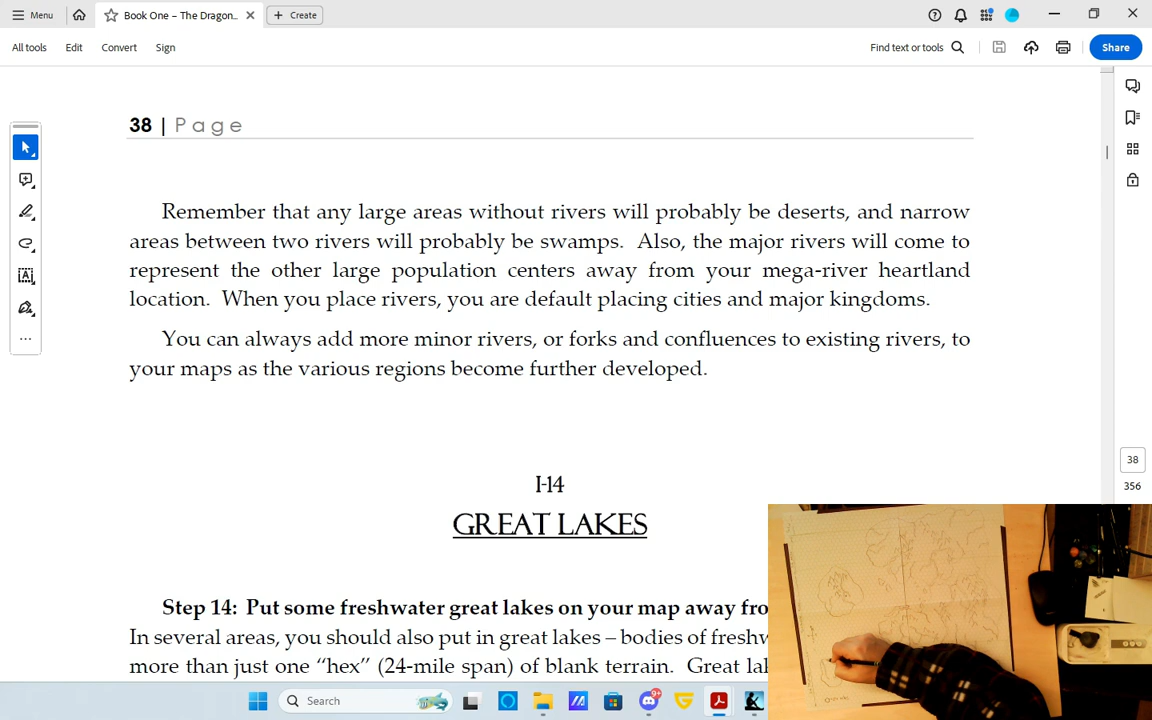 Menu
Book One – The Dragon...
Create
All tools
Edit
Convert
Sign
Find text or tools
Share
38 | Page
Remember that any large areas without rivers will probably be deserts, and narrow
areas between two rivers will probably be swamps. Also, the major rivers will come to
represent the other large population centers away from your mega-river heartland
location. When you place rivers, you are default placing cities and major kingdoms.
You can always add more minor rivers, or forks and confluences to existing rivers, to
your maps as the various regions become further developed.
38
356
I-14
GREAT LAKES
Step 14: Put some freshwater great lakes on your map away
In several areas, you should also put in great lakes – bodies of
more than just one "hex" (24-mile span) of blank terrain. Great
Search
9+